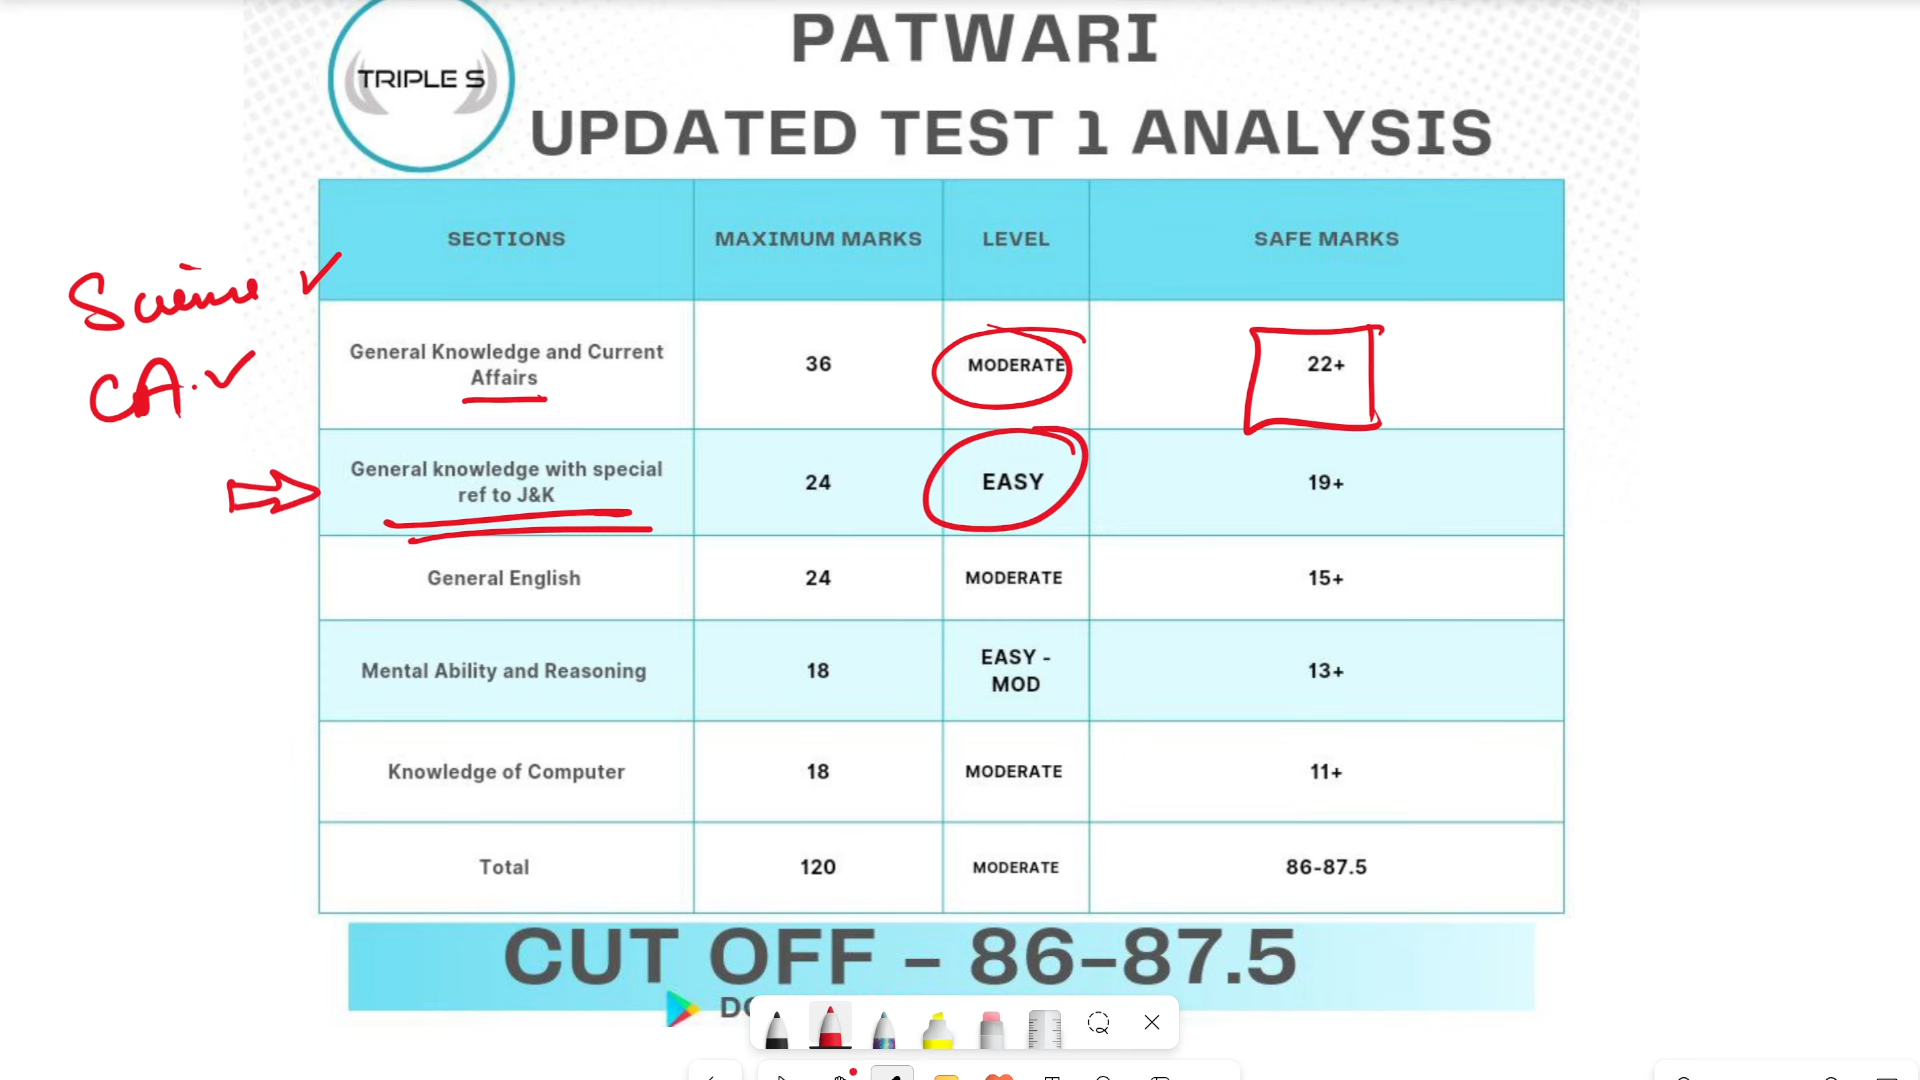 TRIPLE S
PATWARI
UPDATED TEST 1 ANALYSIS
SECTIONS
MAXIMUM MARKS
LEVEL
SAFE MARKS
Science ✓
CA. ✓
General Knowledge and Current
Affairs
36
MODERATE
22+
General knowledge with special
ref to J&K
24
EASY
19+
General English
24
MODERATE
15+
Mental Ability and Reasoning
18
EASY -
MOD
13+
Knowledge of Computer
18
MODERATE
11+
Total
120
MODERATE
86-87.5
CUT OFF - 86-87.5